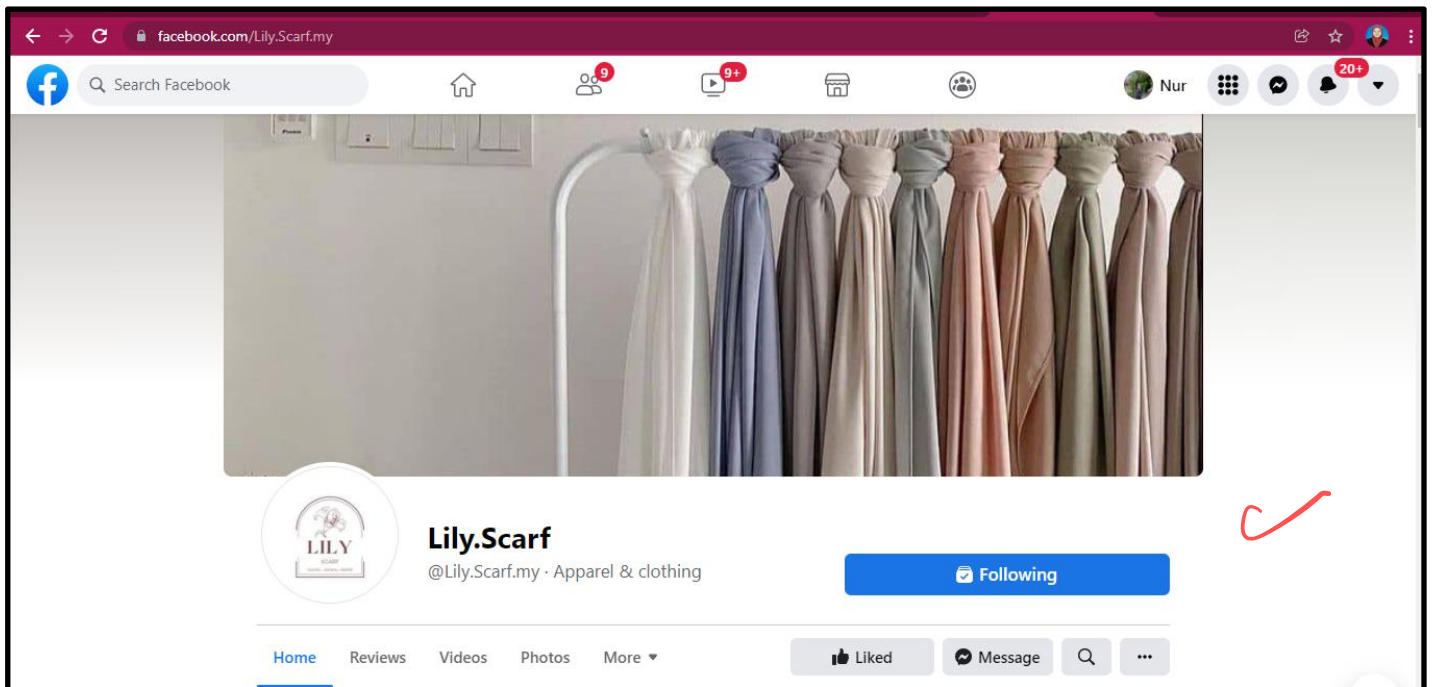 facebook.com/Lily.Scarf.my
Search Facebook
9
9+
Nur
20+
LILY
SCARF
Lily.Scarf
@Lily.Scarf.my · Apparel & clothing
Following
Home Reviews Videos Photos More
Liked Message